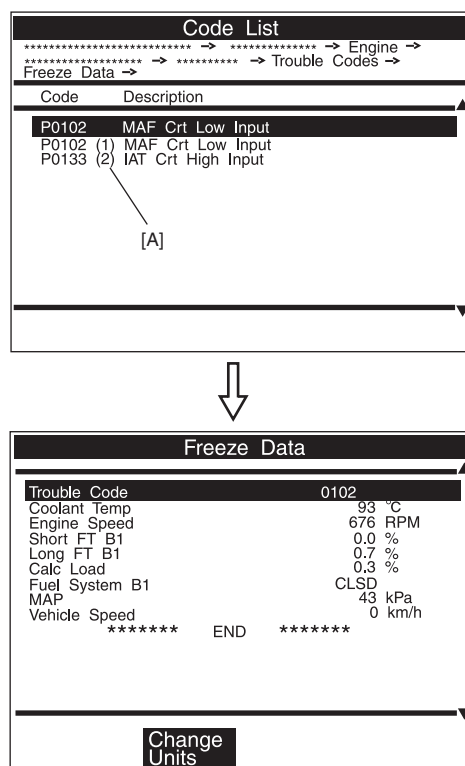 Code List
*************************** → ************** → Engine →
******************* → ********** → Trouble Codes →
Freeze Data →
Code Description
P0102 MAF Crt Low Input
P0102 (1) MAF Crt Low Input
P0133 (2) IAT Crt High Input
[A]
Freeze Data
Trouble Code 0102
Coolant Temp 93 °C
Engine Speed 676 RPM
Short FT B1 0.0 %
Long FT B1 0.7 %
Calc Load 0.3 %
Fuel System B1 CLSD
MAP 43 kPa
Vehicle Speed 0 km/h
******* END *******
Change
Units